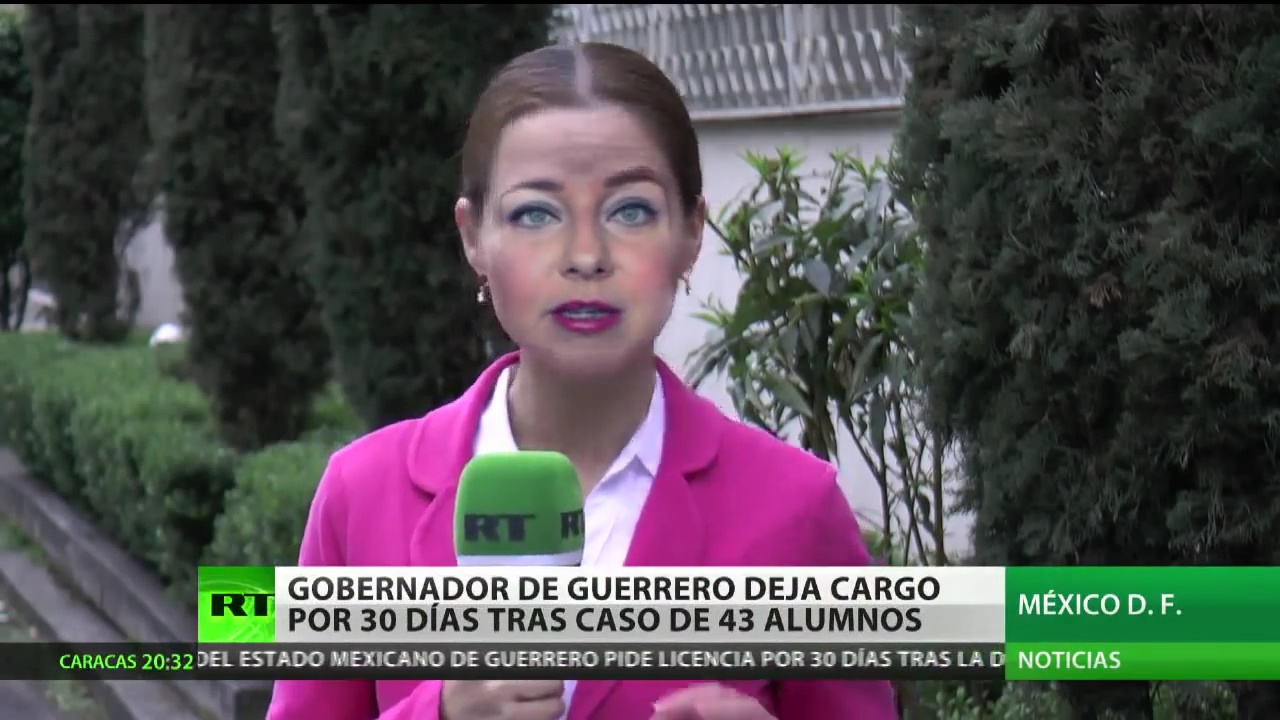 RT RT
RT
GOBERNADOR DE GUERRERO DEJA CARGO
POR 30 DÍAS TRAS CASO DE 43 ALUMNOS
MÉXICO D. F.
CARACAS 20:32
DEL ESTADO MEXICANO DE GUERRERO PIDE LICENCIA POR 30 DÍAS TRAS LA D
NOTICIAS